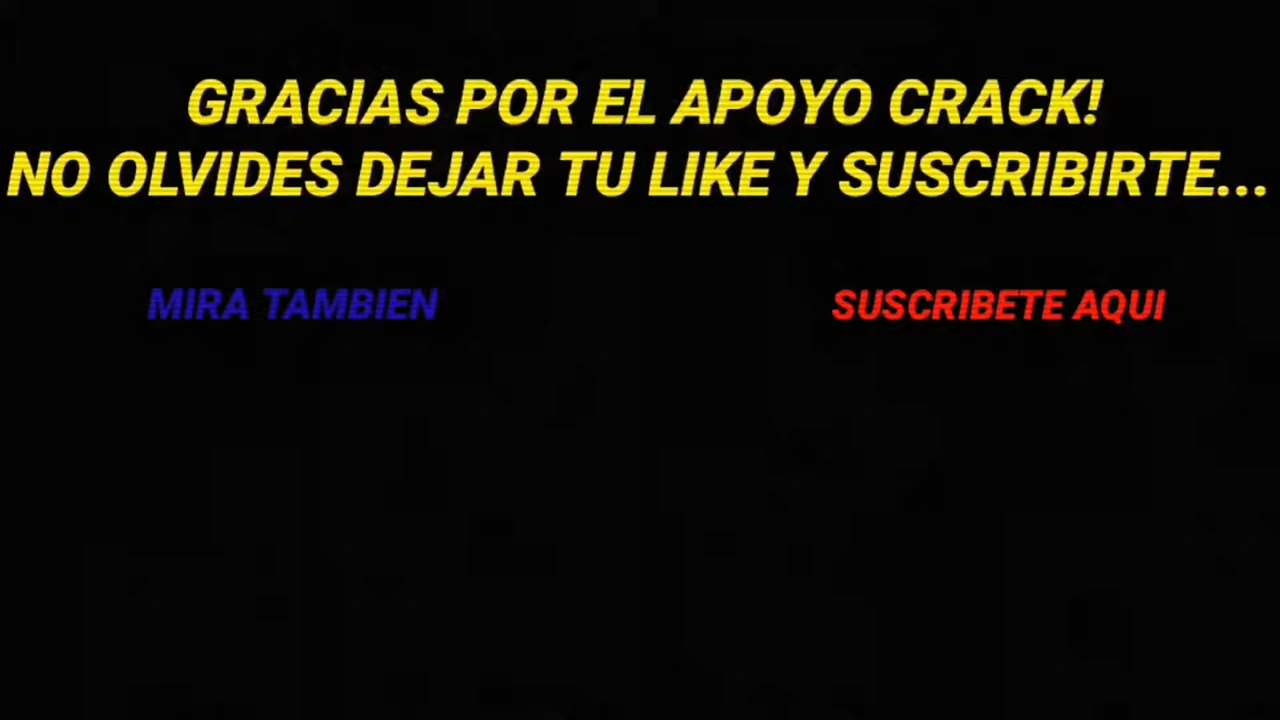 GRACIAS POR EL APOYO CRACK!
NO OLVIDES DEJAR TU LIKE Y SUSCRIBIRTE...
MIRA TAMBIEN
SUSCRIBETE AQUI